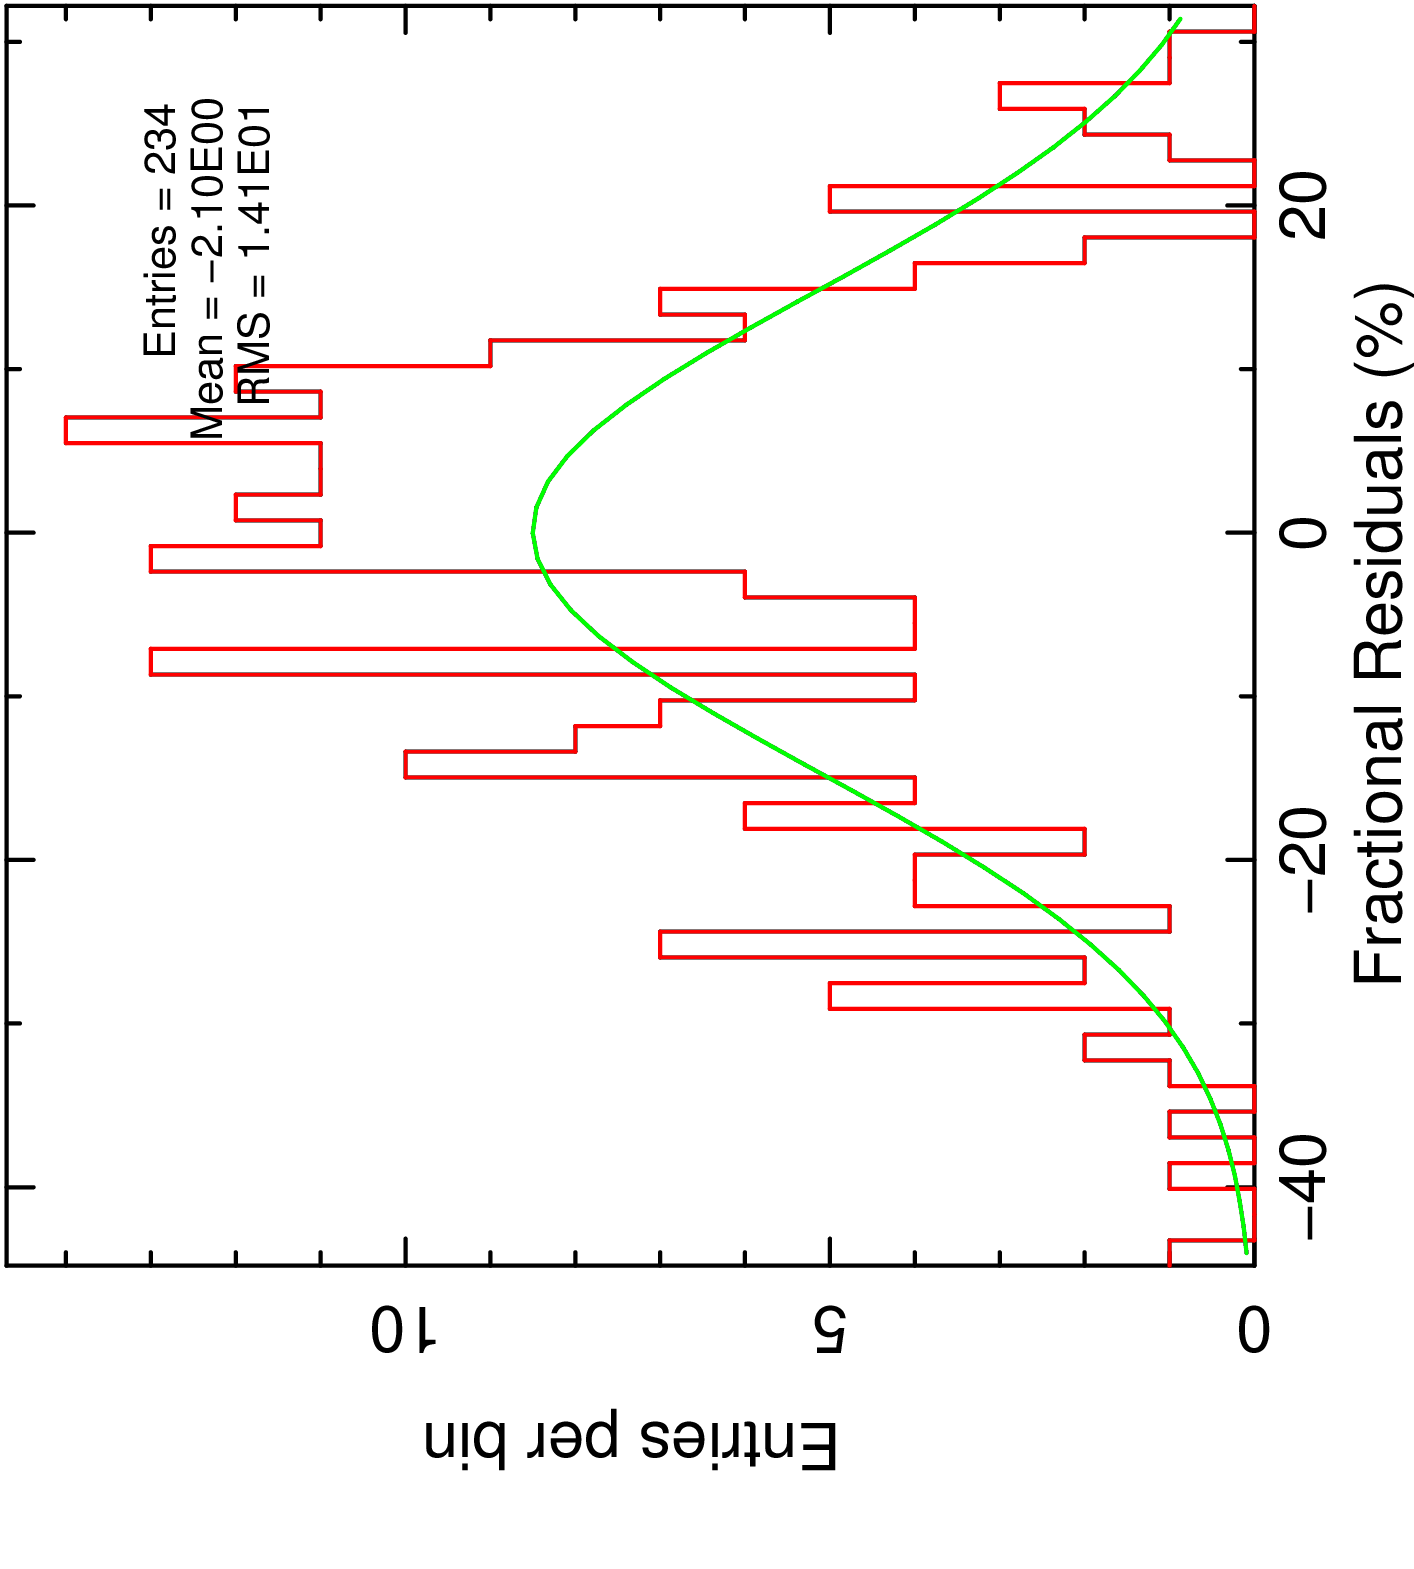 Entries = 234
Mean = −2.10E00
RMS = 1.41E01
Entries per bin
0
5
10
−40
−20
0
20
Fractional Residuals (%)